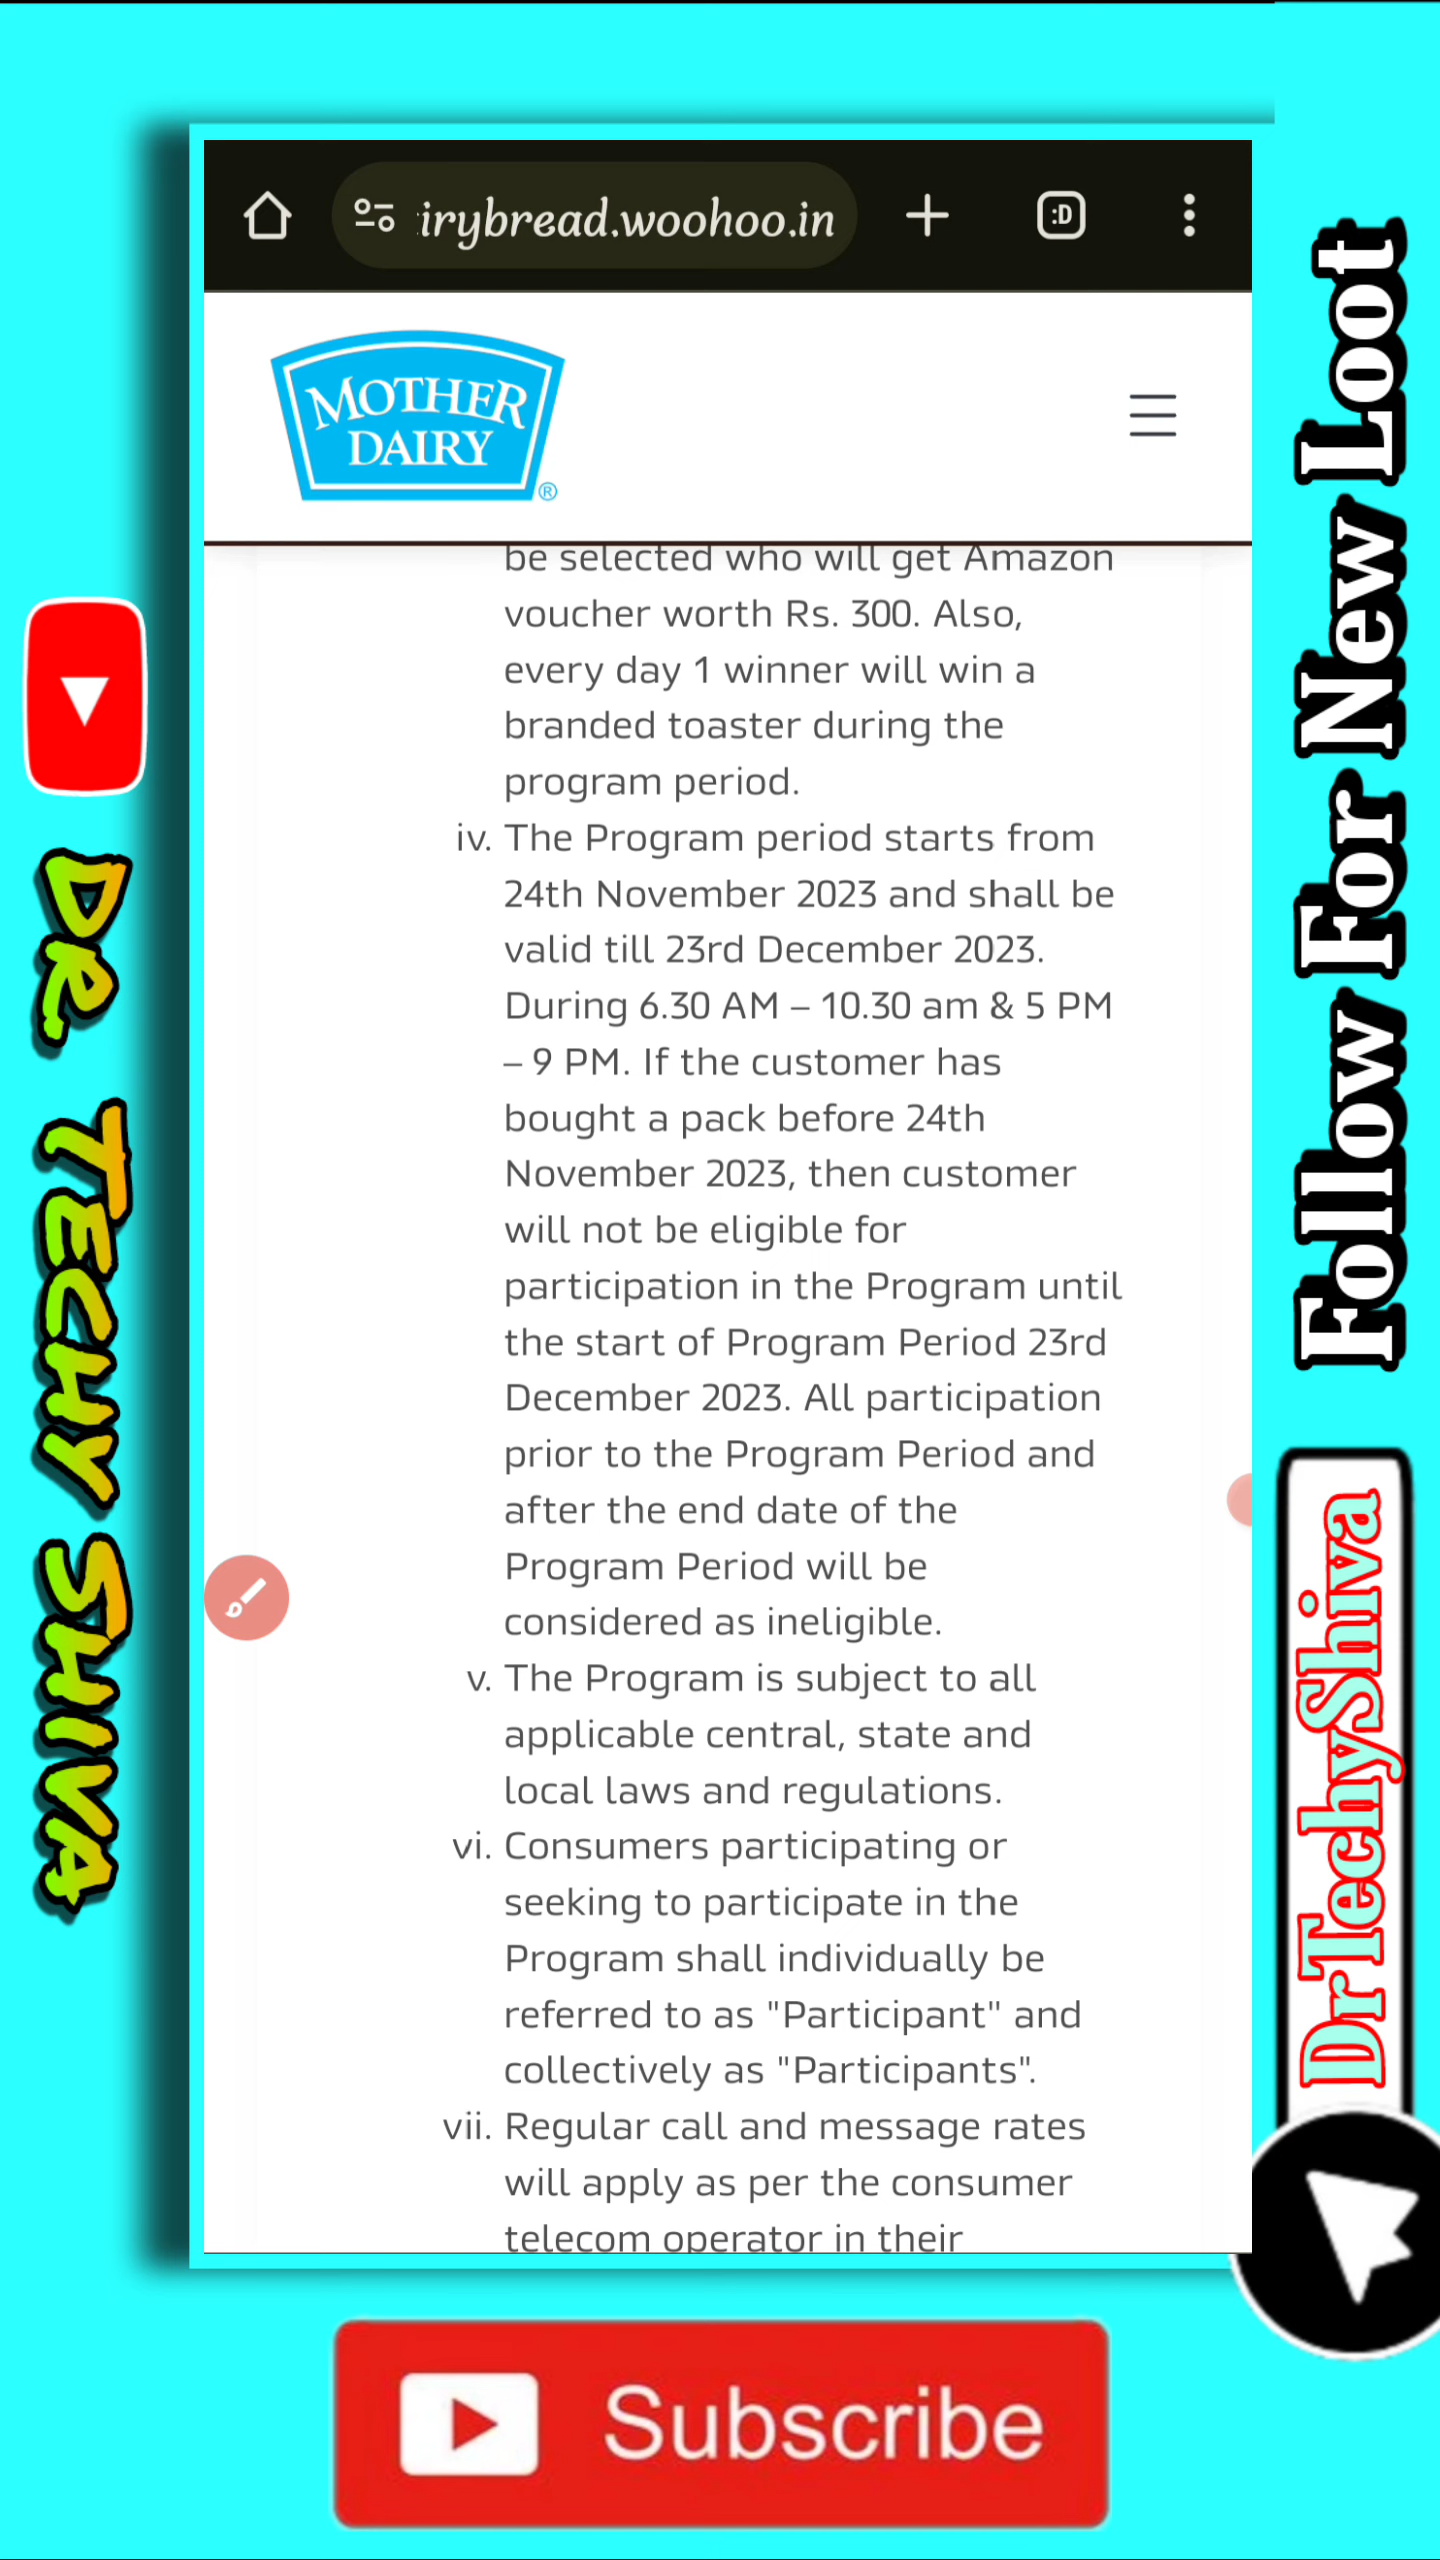 irybread.woohoo.in
:D
MOTHER
DAIRY
®
be selected who will get Amazon
voucher worth Rs. 300. Also,
every day 1 winner will win a
branded toaster during the
program period.
iv. The Program period starts from
24th November 2023 and shall be
valid till 23rd December 2023.
During 6.30 AM – 10.30 am & 5 PM
– 9 PM. If the customer has
bought a pack before 24th
November 2023, then customer
will not be eligible for
participation in the Program until
the start of Program Period 23rd
December 2023. All participation
prior to the Program Period and
after the end date of the
Program Period will be
considered as ineligible.
v. The Program is subject to all
applicable central, state and
local laws and regulations.
vi. Consumers participating or
seeking to participate in the
Program shall individually be
referred to as "Participant" and
collectively as "Participants".
vii. Regular call and message rates
will apply as per the consumer
telecom operator in their
DR. TECHY SHIVA
Follow For New Loot
DrTechyShiva
Subscribe